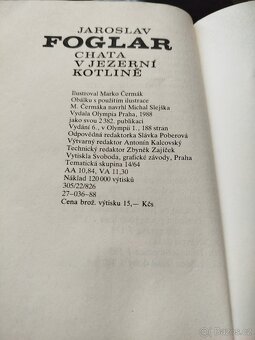 JAROSLAV
FOGLAR
CHATA
V JEZERNÍ
KOTLINĚ
Ilustroval Marko Čermák
Obálku s použitím ilustrace
M. Čermáka navrhl Michal Slejška
Vydala Olympia Praha, 1988
jako svou 2 382. publikaci
Vydání 6., v Olympii 1., 188 stran
Odpovědná redaktorka Slávka Poberová
Výtvarný redaktor Antonín Kalcovský
Technický redaktor Zbyněk Zajíček
Vytiskla Svoboda, grafické závody, Praha
Tematická skupina 14/64
AA 10,84, VA 11,30
Náklad 120 000 výtisků
305/22/826
27—036—88
Cena brož. výtisku 15,— Kčs